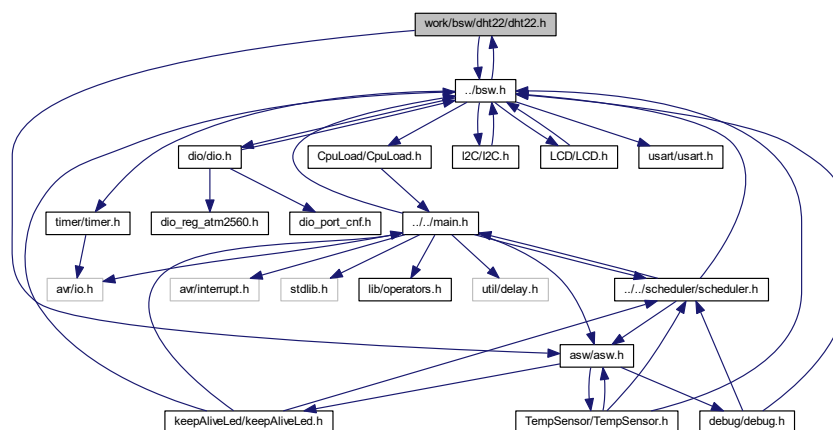 work/bsw/dht22/dht22.h
../bsw.h
dio/dio.h
CpuLoad/CpuLoad.h
I2C/I2C.h
LCD/LCD.h
usart/usart.h
timer/timer.h
dio_reg_atm2560.h
dio_port_cnf.h
../../main.h
avr/io.h
avr/interrupt.h
stdlib.h
lib/operators.h
util/delay.h
../../scheduler/scheduler.h
asw/asw.h
keepAliveLed/keepAliveLed.h
TempSensor/TempSensor.h
debug/debug.h